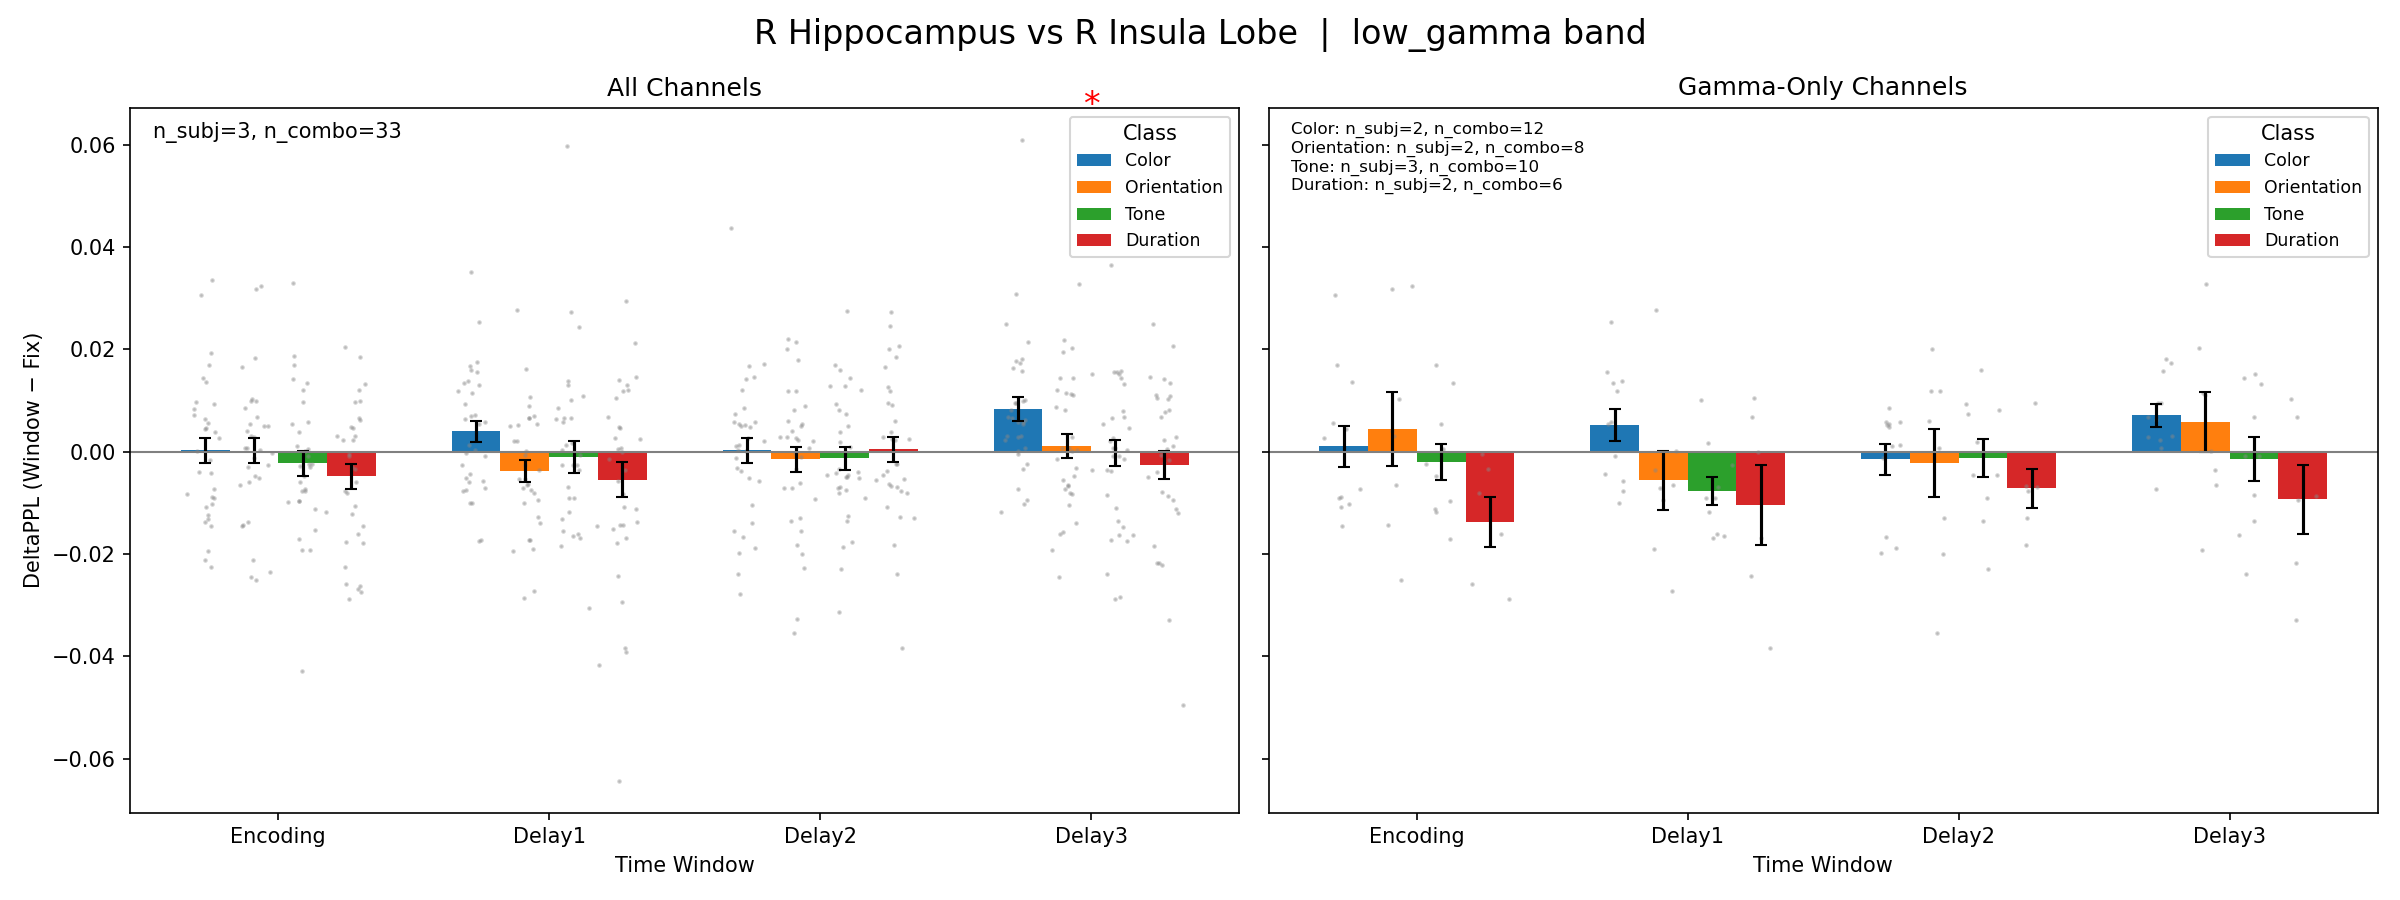 R Hippocampus vs R Insula Lobe | low_gamma band
All Channels
*
n_subj=3, n_combo=33
Class
Color
Orientation
Tone
Duration
0.06
0.04
0.02
0.00
−0.02
−0.04
−0.06
DeltaPPL (Window − Fix)
Encoding
Delay1
Delay2
Delay3
Time Window
Gamma-Only Channels
Color: n_subj=2, n_combo=12
Orientation: n_subj=2, n_combo=8
Tone: n_subj=3, n_combo=10
Duration: n_subj=2, n_combo=6
Class
Color
Orientation
Tone
Duration
Encoding
Delay1
Delay2
Delay3
Time Window